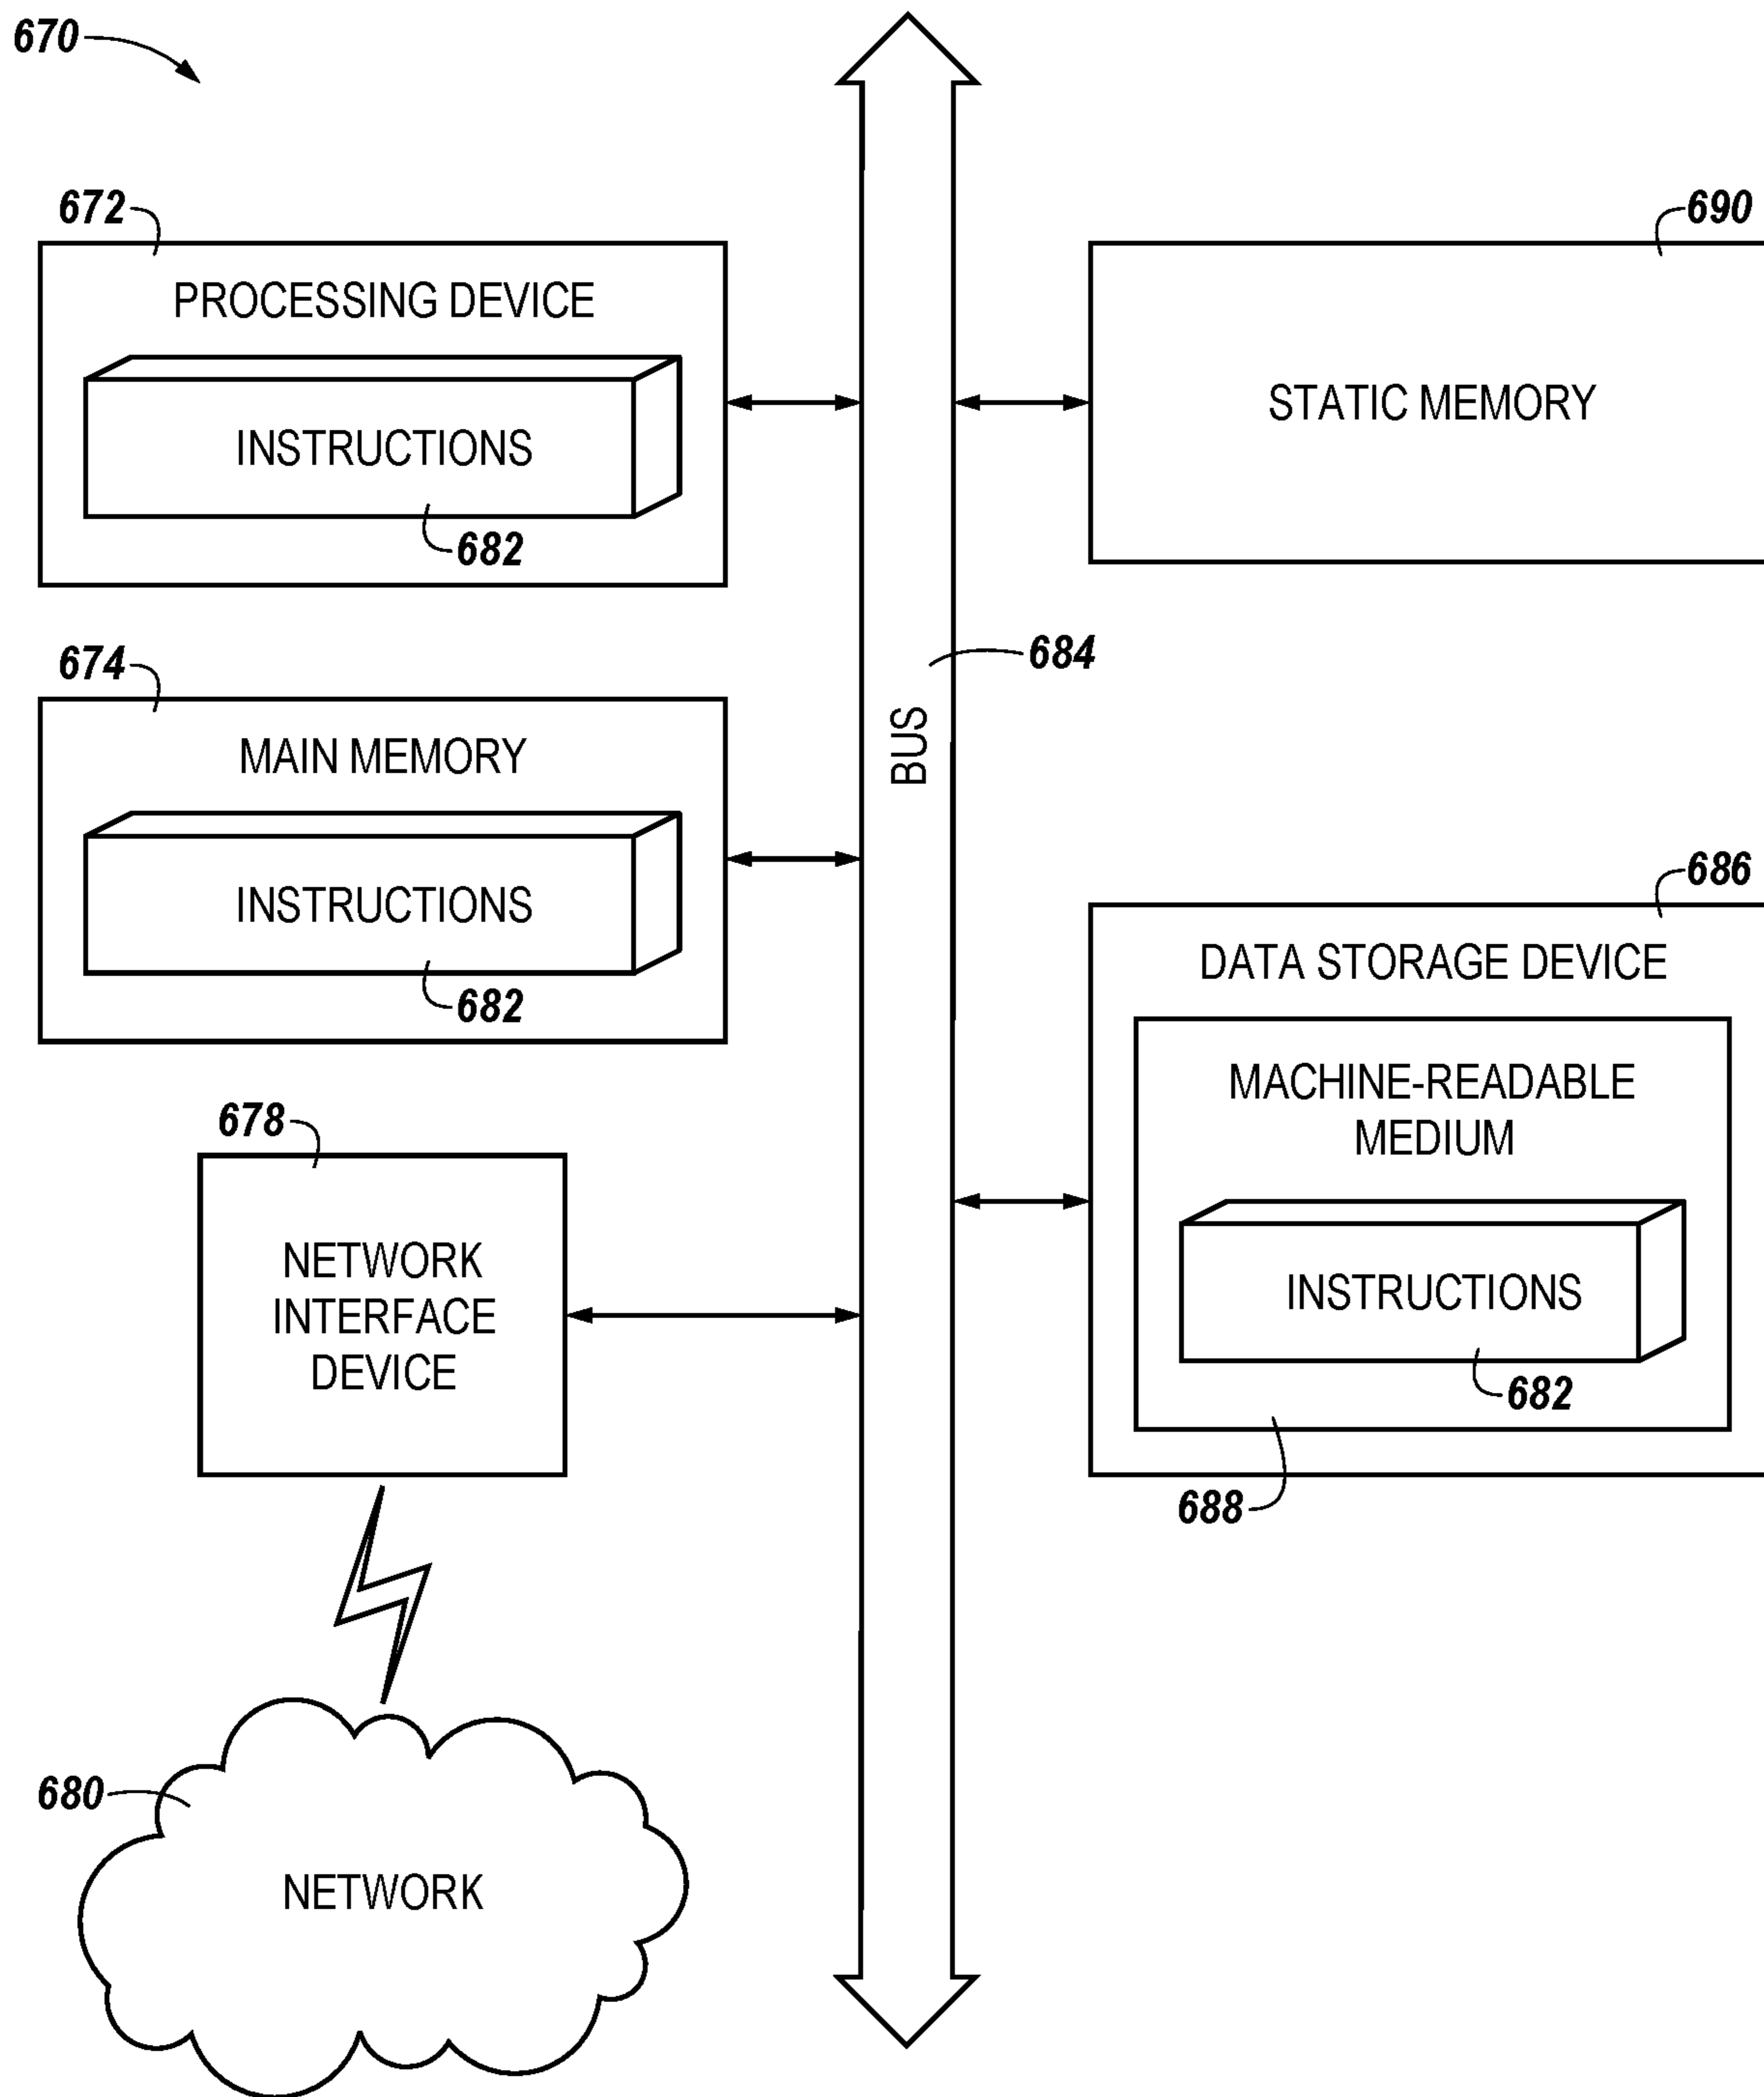 670
672
PROCESSING DEVICE
INSTRUCTIONS
682
674
MAIN MEMORY
INSTRUCTIONS
682
678
NETWORK
INTERFACE
DEVICE
680
NETWORK
BUS
684
690
STATIC MEMORY
686
DATA STORAGE DEVICE
MACHINE-READABLE
MEDIUM
INSTRUCTIONS
682
688